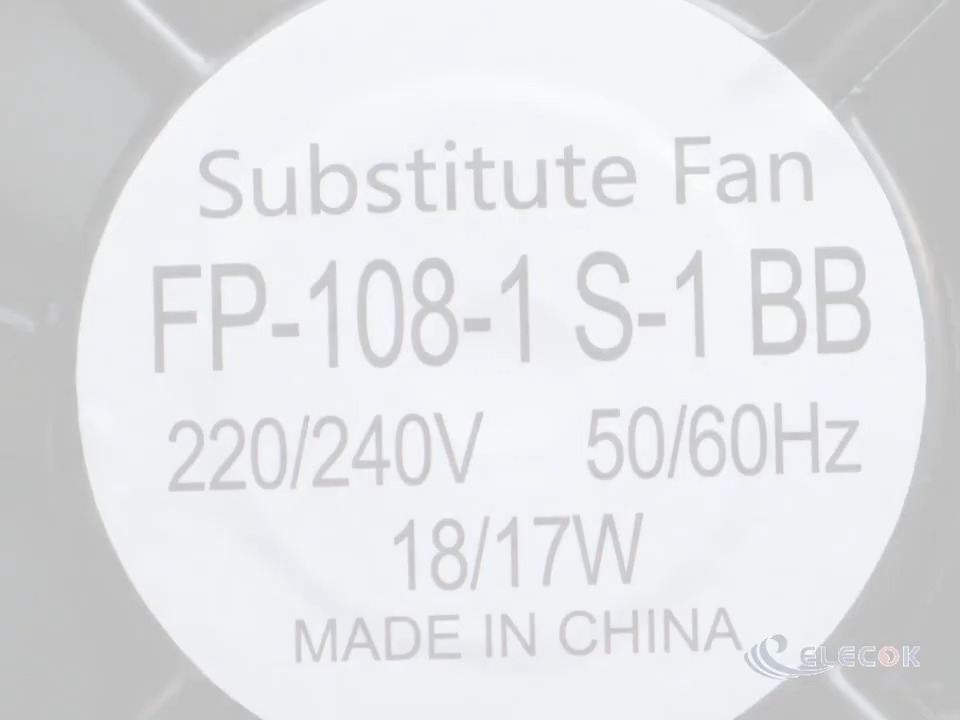 Substitute Fan
FP-108-1 S-1 BB
220/240V 50/60Hz
18/17W
MADE IN CHINA
ELECOK